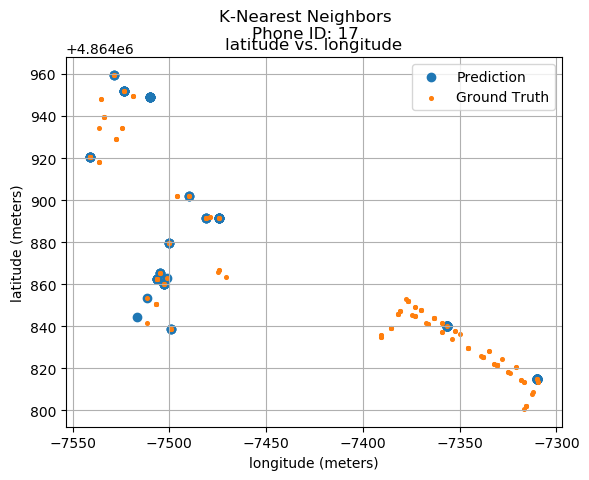 K-Nearest Neighbors
Phone ID: 17
latitude vs. longitude
+4.864e6
Prediction
Ground Truth
960
940
920
900
880
860
840
820
800
latitude (meters)
−7550 −7500 −7450 −7400 −7350 −7300
longitude (meters)